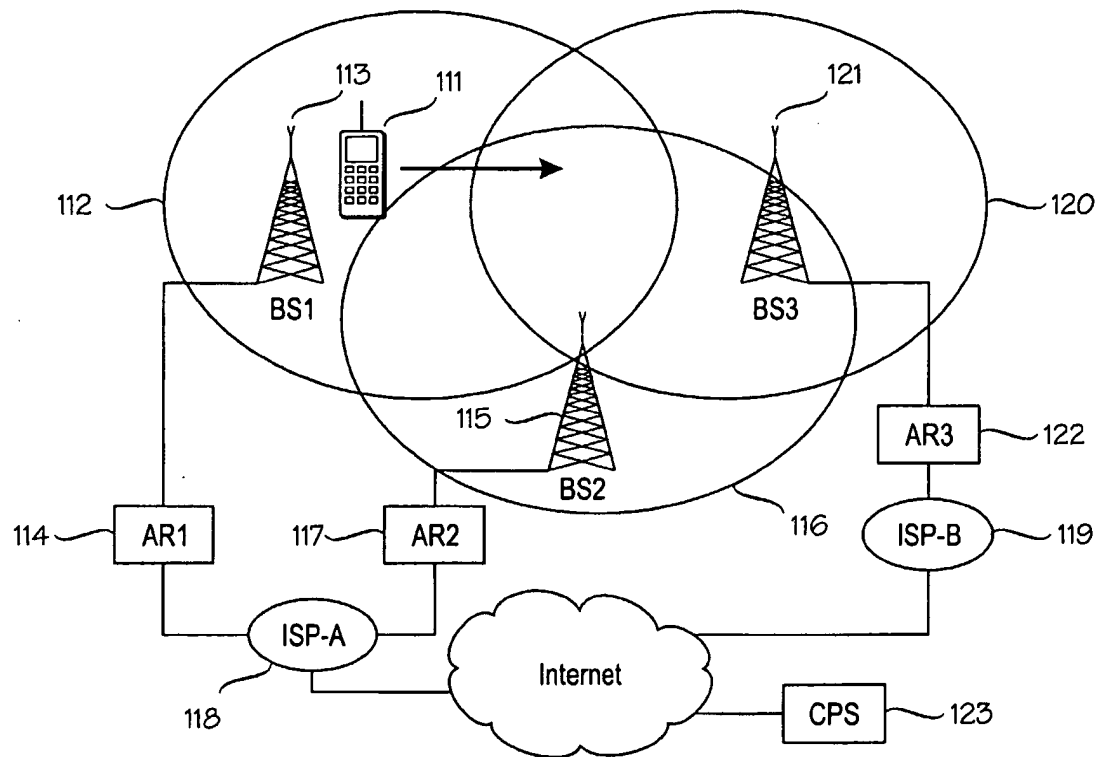 113
111
121
112
120
BS1
BS3
115
BS2
AR3
122
116
114
AR1
117
AR2
ISP-B
119
ISP-A
118
Internet
CPS
123